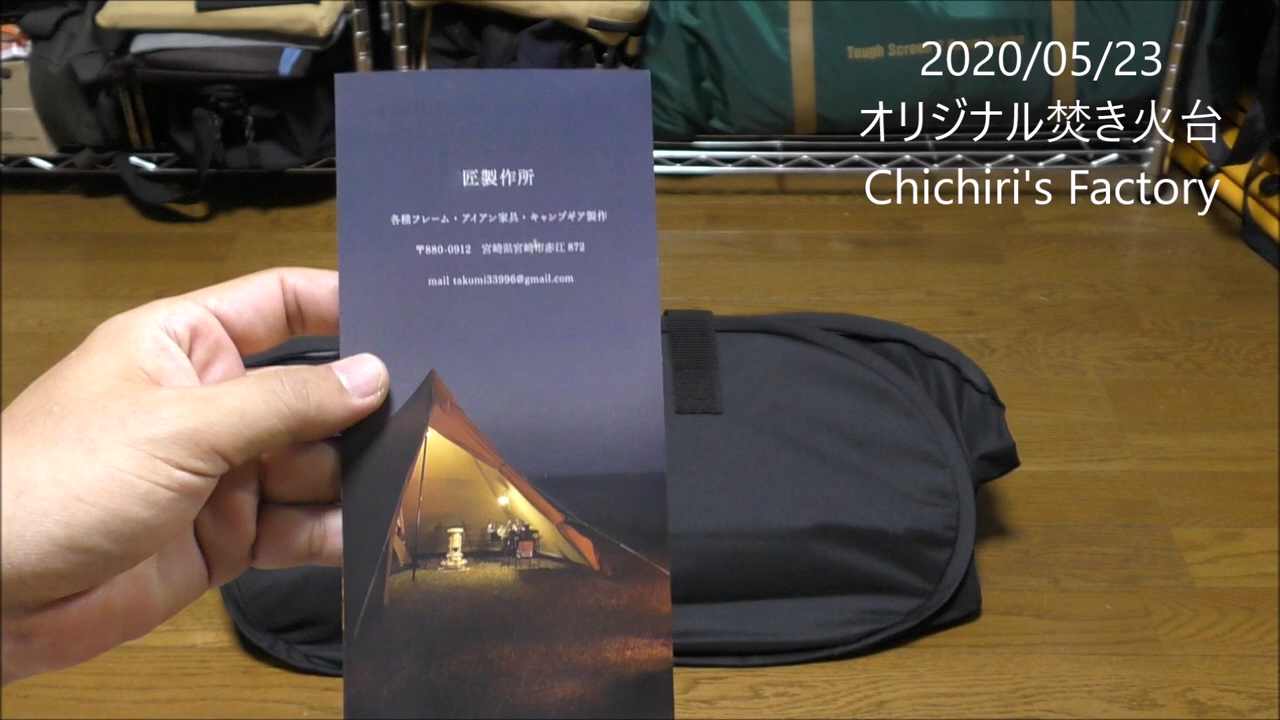 2020/05/23
オリジナル焚き火台
Chichiri's Factory
匠製作所
各種フレーム・アイアン家具・キャンプギア製作
〒880-0912 宮崎県宮崎市赤江 872
mail takumi33996@gmail.com
Tough Screen